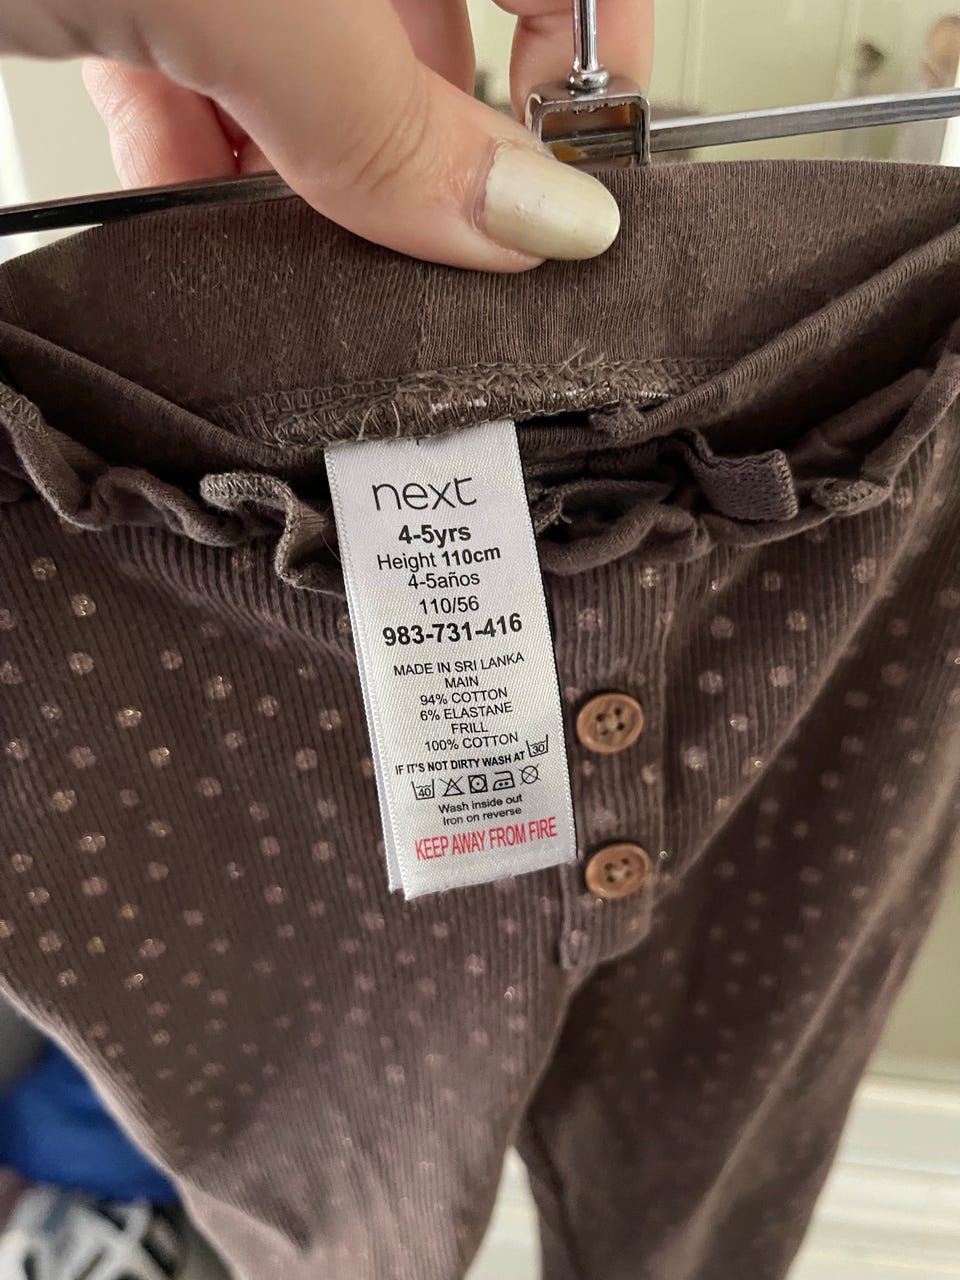 next
4-5yrs
Height 110cm
4-5años
110/56
983-731-416
MADE IN SRI LANKA
MAIN
94% COTTON
6% ELASTANE
FRILL
100% COTTON
IF IT'S NOT DIRTY WASH AT 30
40
Wash inside out
Iron on reverse
KEEP AWAY FROM FIRE